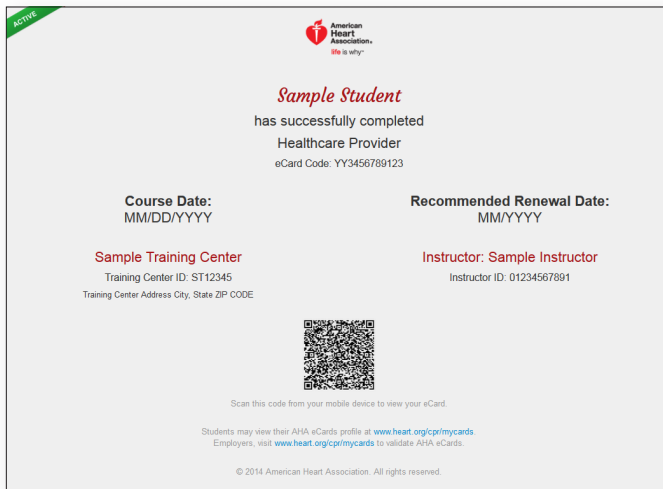 ACTIVE
American
Heart
Association®
life is why™
Sample Student
has successfully completed
Healthcare Provider
eCard Code: YY3456789123
Course Date:
MM/DD/YYYY
Recommended Renewal Date:
MM/YYYY
Sample Training Center
Training Center ID: ST12345
Training Center Address City, State ZIP CODE
Instructor: Sample Instructor
Instructor ID: 01234567891
Scan this code from your mobile device to view your eCard.
Students may view their AHA eCards profile at www.heart.org/cpr/mycards.
Employers, visit www.heart.org/cpr/mycards to validate AHA eCards.
© 2014 American Heart Association. All rights reserved.